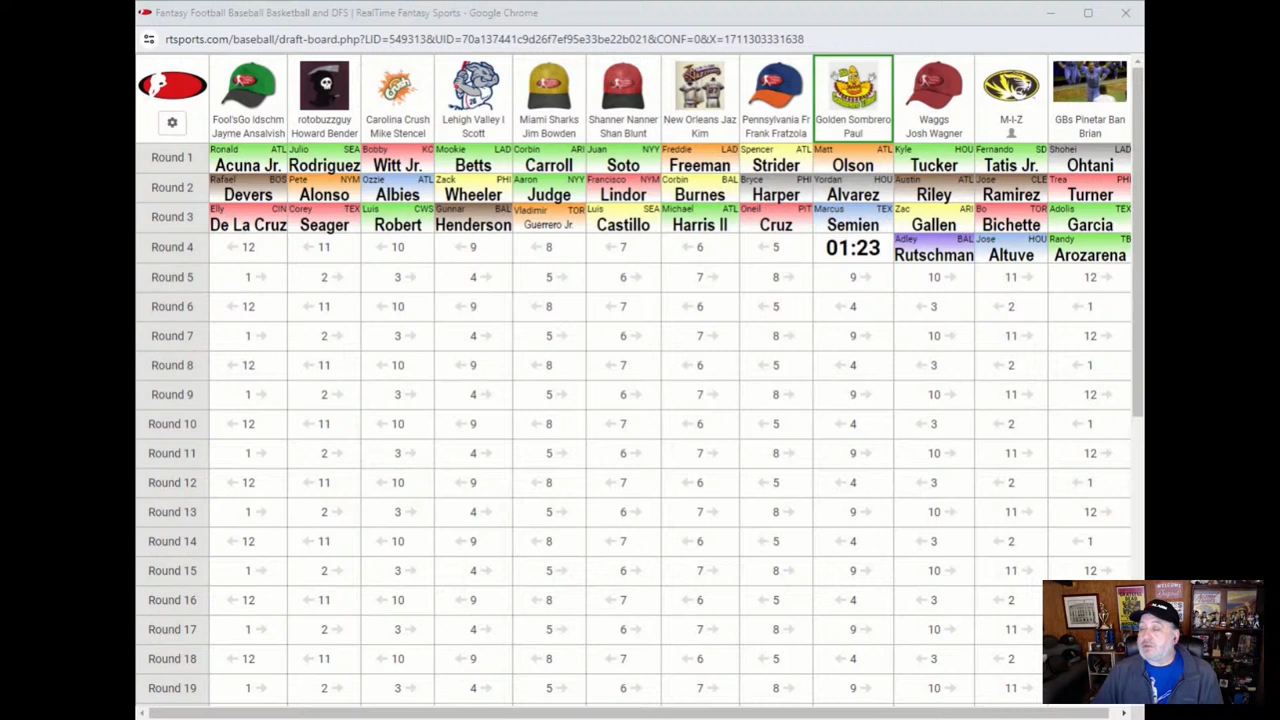 Fantasy Football Baseball Basketball and DFS | RealTime Fantasy Sports - Google Chrome
rtsports.com/baseball/draft-board.php?LID=549313&UID=70a137441c9d26f7ef95e33be22b021&CONF=0&X=1711303331638
Fool'sGo Idschm rotobuzzguy Carolina Crush Lehigh Valley I Miami Sharks Shanner Nanner New Orleans Jaz Pennsylvania Fr Golden Sombrero Waggs M-I-Z GBs Pinetar Ban
Jayme Ansalvish Howard Bender Mike Stencel Scott Jim Bowden Shan Blunt Kim Frank Fratzola Paul Josh Wagner Brian
Ronald ATL Julio SEA Bobby KC Mookie LAD Corbin ARI Juan NYY Freddie LAD Spencer ATL Matt ATL Kyle HOU Fernando SD Shohei LAD
Round 1 Acuna Jr. Rodriguez Witt Jr. Betts Carroll Soto Freeman Strider Olson Tucker Tatis Jr. Ohtani
Rafael BOS Pete NYM Ozzie ATL Zack PHI Aaron NYY Francisco NYM Corbin BAL Bryce PHI Yordan HOU Austin ATL Jose CLE Trea PHI
Round 2 Devers Alonso Albies Wheeler Judge Lindor Burnes Harper Alvarez Riley Ramirez Turner
Elly CIN Corey TEX Luis CWS Gunnar BAL Vladimir TOR Luis SEA Michael ATL Oneil PIT Marcus TEX Zac ARI Bo TOR Adolis TEX
Round 3 De La Cruz Seager Robert Henderson Guerrero Jr. Castillo Harris II Cruz Semien Gallen Bichette Garcia
Adley BAL Jose HOU Randy TB
Round 4 ← 12 ← 11 ← 10 ← 9 ← 8 ← 7 ← 6 ← 5 01:23 Rutschman Altuve Arozarena
Round 5 1 → 2 → 3 → 4 → 5 → 6 → 7 → 8 → 9 → 10 → 11 → 12 →
Round 6 ← 12 ← 11 ← 10 ← 9 ← 8 ← 7 ← 6 ← 5 ← 4 ← 3 ← 2 ← 1
Round 7 1 → 2 → 3 → 4 → 5 → 6 → 7 → 8 → 9 → 10 → 11 → 12 →
Round 8 ← 12 ← 11 ← 10 ← 9 ← 8 ← 7 ← 6 ← 5 ← 4 ← 3 ← 2 ← 1
Round 9 1 → 2 → 3 → 4 → 5 → 6 → 7 → 8 → 9 → 10 → 11 → 12 →
Round 10 ← 12 ← 11 ← 10 ← 9 ← 8 ← 7 ← 6 ← 5 ← 4 ← 3 ← 2 ← 1
Round 11 1 → 2 → 3 → 4 → 5 → 6 → 7 → 8 → 9 → 10 → 11 → 12 →
Round 12 ← 12 ← 11 ← 10 ← 9 ← 8 ← 7 ← 6 ← 5 ← 4 ← 3 ← 2 ← 1
Round 13 1 → 2 → 3 → 4 → 5 → 6 → 7 → 8 → 9 → 10 → 11 → 12 →
Round 14 ← 12 ← 11 ← 10 ← 9 ← 8 ← 7 ← 6 ← 5 ← 4 ← 3 ← 2 ← 1
Round 15 1 → 2 → 3 → 4 → 5 → 6 → 7 → 8 → 9 → 10 → 11 → 12 →
Round 16 ← 12 ← 11 ← 10 ← 9 ← 8 ← 7 ← 6 ← 5 ← 4 ← 3 ← 2
Round 17 1 → 2 → 3 → 4 → 5 → 6 → 7 → 8 → 9 → 10 → 11 →
Round 18 ← 12 ← 11 ← 10 ← 9 ← 8 ← 7 ← 6 ← 5 ← 4 ← 3 ← 2
Round 19 1 → 2 → 3 → 4 → 5 → 6 → 7 → 8 → 9 → 10 → 11 →
WELCOME